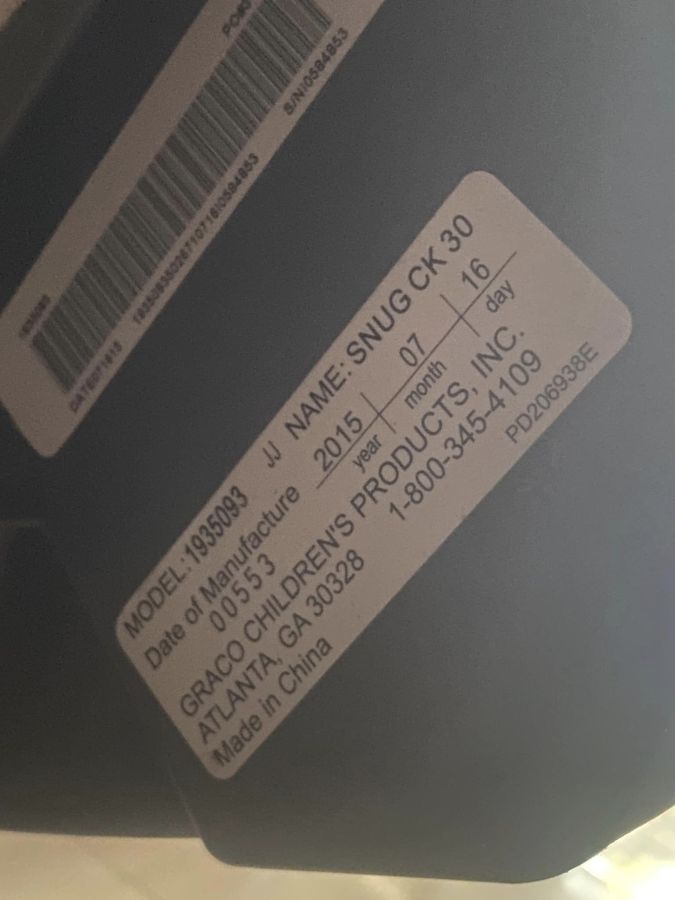 S/NI0584853
MODEL:1935093 JJ NAME: SNUG CK 30
Date of Manufacture 2015 07 16
year month day
00553
GRACO CHILDREN'S PRODUCTS, INC.
ATLANTA, GA 30328 1-800-345-4109
Made in China PD206938E